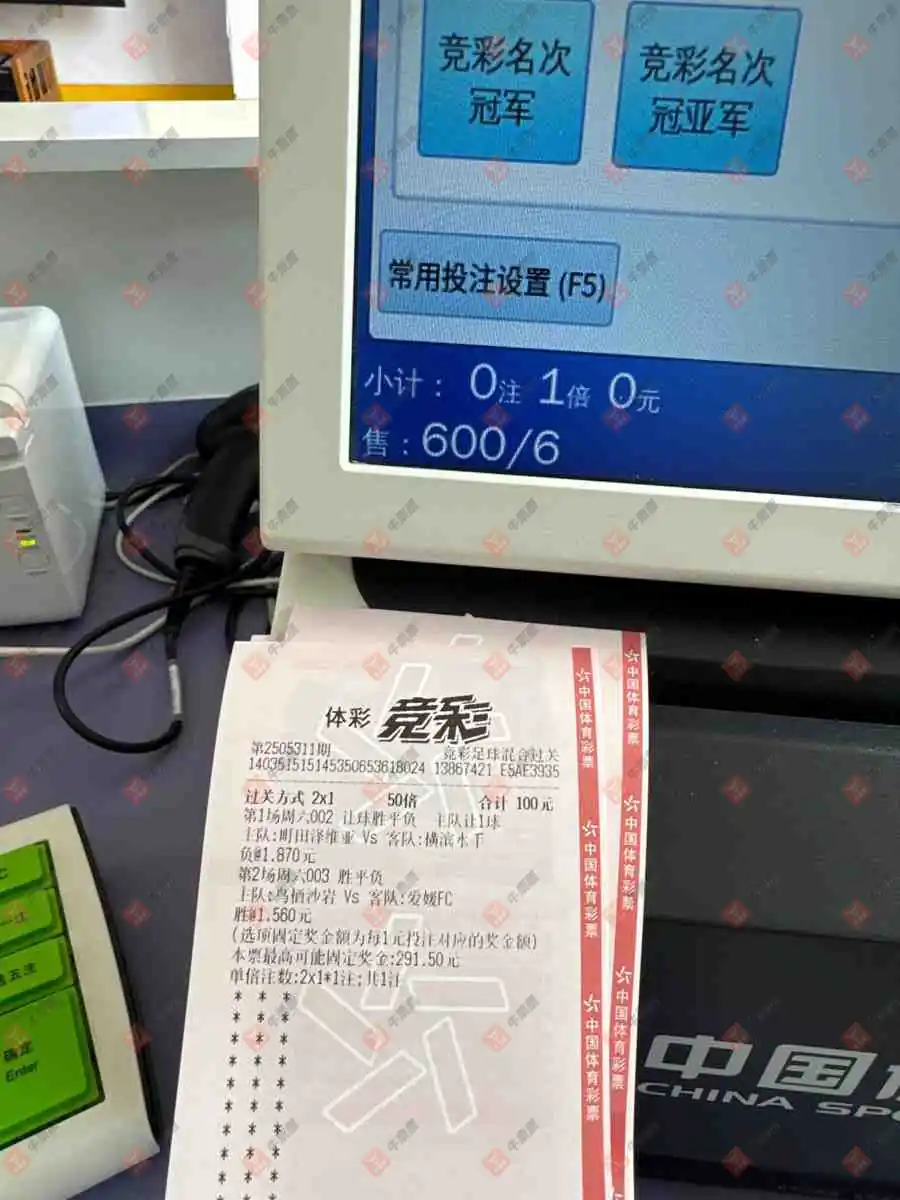 竞彩名次
冠军
竞彩名次
冠亚军
常用投注设置 (F5)
小计： 0注 1倍 0元
售：600/6
体彩 竞彩
第2505311期 竞彩足球混合过关
140351515145350653618024 13867421 E5AE3935
过关方式 2x1 50倍 合计 100元
第1场周六002 让球胜平负 主队让1球
主队:町田泽维亚 Vs 客队:横滨水手
负@1.870元
第2场周六003 胜平负
主队:鸟栖沙岩 Vs 客队:爱媛FC
胜@1.560元
(选项固定奖金额为每1元投注对应的奖金额)
本票最高可能固定奖金:291.50元
单倍注数:2x1*1注;共1注
中国体育彩票
中国体育彩票
中国体育彩票
中国体育彩票
中国体育彩票
中国体育彩票
确定
Enter
中国
CHINA SPO